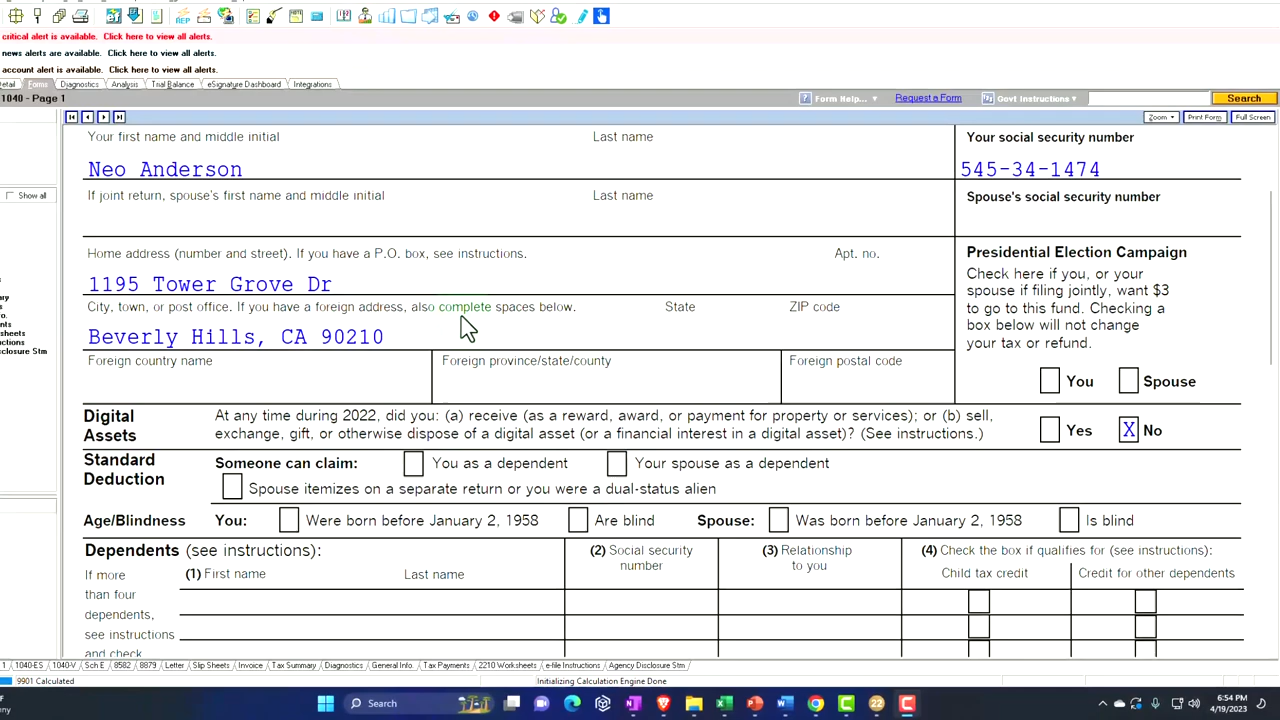 critical alert is available. Click here to view all alerts.
news alerts are available. Click here to view all alerts.
account alert is available. Click here to view all alerts.
Forms Diagnostics Analysis Trial Balance eSignature Dashboard Integrations
1040 - Page 1 Form Help... Request a Form Govt Instructions Search
Zoom Print Form Full Screen
Your first name and middle initial Last name Your social security number
Neo Anderson 545-34-1474
Show all
If joint return, spouse's first name and middle initial Last name Spouse's social security number
Home address (number and street). If you have a P.O. box, see instructions. Apt. no.
1195 Tower Grove Dr
City, town, or post office. If you have a foreign address, also complete spaces below. State ZIP code
Beverly Hills, CA 90210
Foreign country name Foreign province/state/county Foreign postal code
Presidential Election Campaign
Check here if you, or your
spouse if filing jointly, want $3
to go to this fund. Checking a
box below will not change
your tax or refund.
You Spouse
Digital At any time during 2022, did you: (a) receive (as a reward, award, or payment for property or services); or (b) sell,
Assets exchange, gift, or otherwise dispose of a digital asset (or a financial interest in a digital asset)? (See instructions.) Yes X No
Standard Someone can claim: You as a dependent Your spouse as a dependent
Deduction Spouse itemizes on a separate return or you were a dual-status alien
Age/Blindness You: Were born before January 2, 1958 Are blind Spouse: Was born before January 2, 1958 Is blind
Dependents (see instructions): (2) Social security number (3) Relationship to you (4) Check the box if qualifies for (see instructions):
(1) First name Last name Child tax credit Credit for other dependents
If more
than four
dependents,
see instructions
and check
1 1040-ES 1040-V Sch E 8582 8879 Letter Slip Sheets Invoice Tax Summary Diagnostics General Info. Tax Payments 2210 Worksheets e-file Instructions Agency Disclosure Stm
9901 Calculated Initializing Calculation Engine Done
Search 22 6:54 PM
4/19/2023